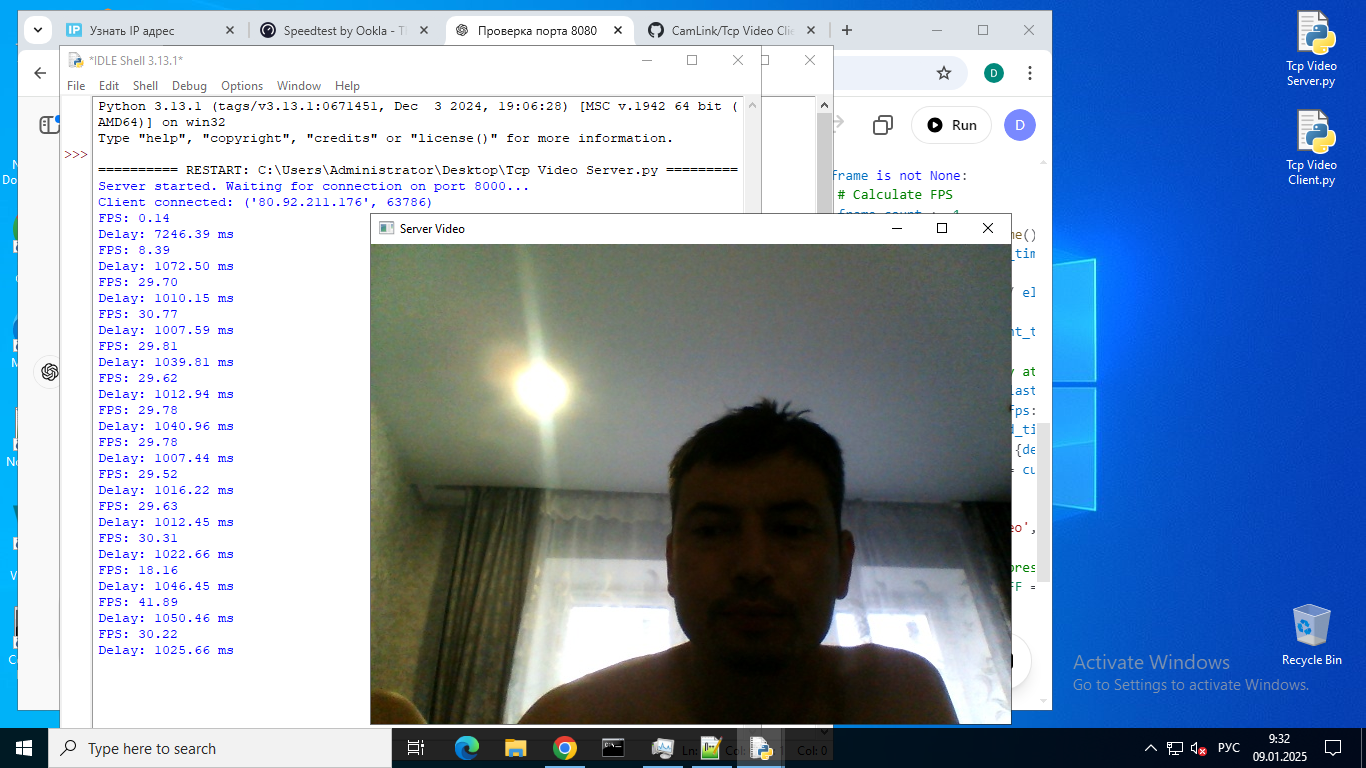 Узнать IP адрес
Speedtest by Ookla - T
Проверка порта 8080
CamLink/Tcp Video Clie
*IDLE Shell 3.13.1*
File Edit Shell Debug Options Window Help
Python 3.13.1 (tags/v3.13.1:0671451, Dec  3 2024, 19:06:28) [MSC v.1942 64 bit (
AMD64)] on win32
Type "help", "copyright", "credits" or "license()" for more information.
>>>
========== RESTART: C:\Users\Administrator\Desktop\Tcp Video Server.py =========
Server started. Waiting for connection on port 8000...
Client connected: ('80.92.211.176', 63786)
FPS: 0.14
Delay: 7246.39 ms
FPS: 8.39
Delay: 1072.50 ms
FPS: 29.70
Delay: 1010.15 ms
FPS: 30.77
Delay: 1007.59 ms
FPS: 29.81
Delay: 1039.81 ms
FPS: 29.62
Delay: 1012.94 ms
FPS: 29.78
Delay: 1040.96 ms
FPS: 29.78
Delay: 1007.44 ms
FPS: 29.52
Delay: 1016.22 ms
FPS: 29.63
Delay: 1012.45 ms
FPS: 30.31
Delay: 1022.66 ms
FPS: 18.16
Delay: 1046.45 ms
FPS: 41.89
Delay: 1050.46 ms
FPS: 30.22
Delay: 1025.66 ms
Server Video
D
Run
D
frame is not None:
# Calculate FPS
Tcp Video
Server.py
Tcp Video
Client.py
Recycle Bin
Activate Windows
Go to Settings to activate Windows.
Type here to search
Ln: Col: 0
РУС
9:32
09.01.2025